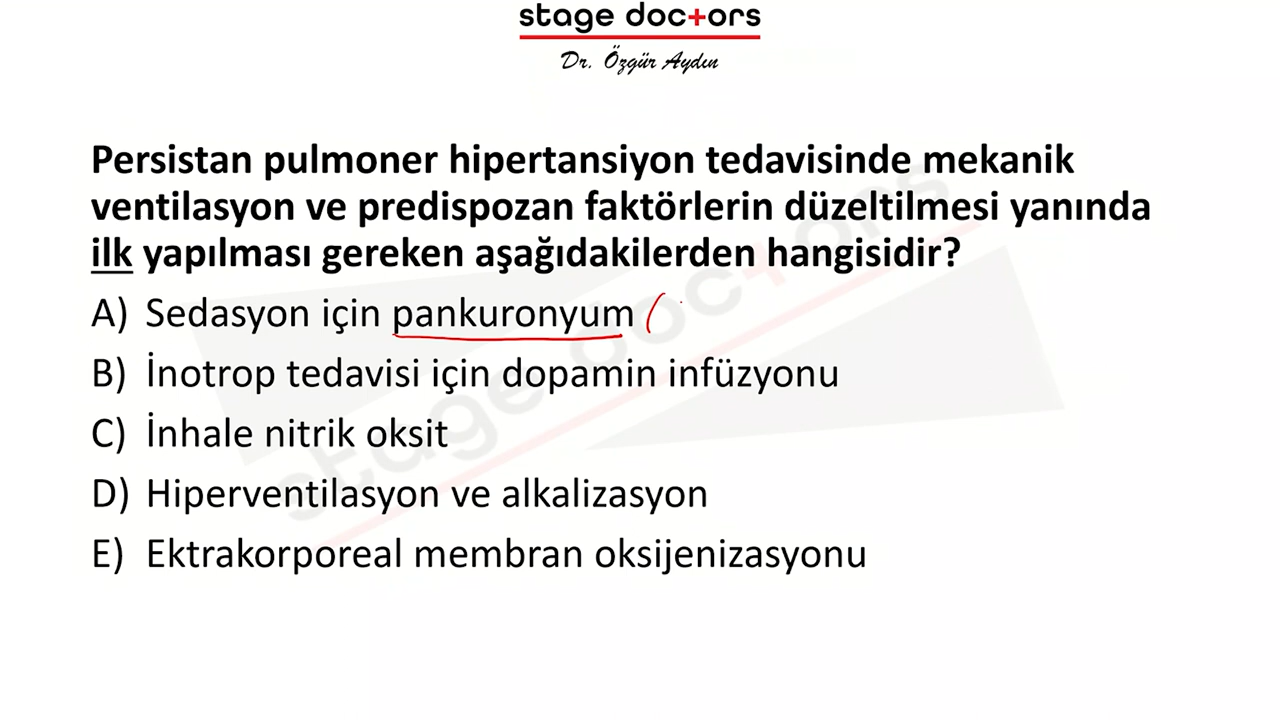 stage doctors
Dr. Özgür Aydın
Persistan pulmoner hipertansiyon tedavisinde mekanik
ventilasyon ve predispozan faktörlerin düzeltilmesi yanında
ilk yapılması gereken aşağıdakilerden hangisidir?
A) Sedasyon için pankuronyum (
B) İnotrop tedavisi için dopamin infüzyonu
C) İnhale nitrik oksit
D) Hiperventilasyon ve alkalizasyon
E) Ektrakorporeal membran oksijenizasyonu
stage doctors